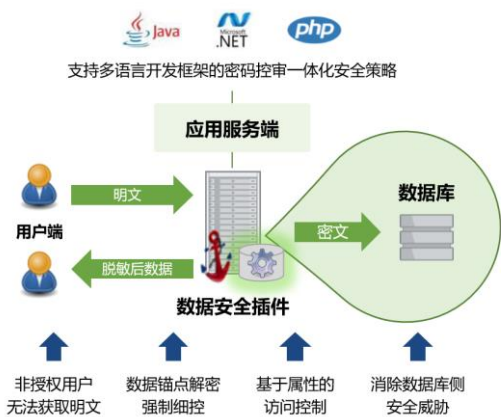 Java
Microsoft
.NET
php
支持多语言开发框架的密码控审一体化安全策略
应用服务端
明文
数据库
用户端
密文
脱敏后数据
数据安全插件
非授权用户
无法获取明文
数据锚点解密
强制细控
基于属性的
访问控制
消除数据库侧
安全威胁